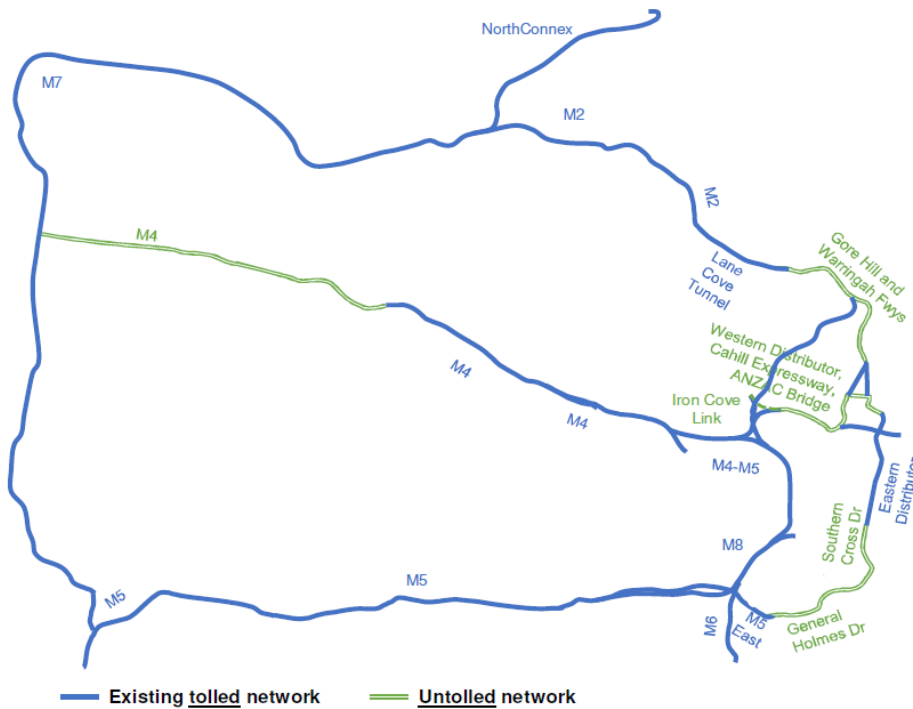 NorthConnex
M7
M2
M2
M4
Lane
Cove
Tunnel
Gore Hill and
Warringah Fwys
Western Distributor,
Cahill Expressway,
ANZAC Bridge
M4
Iron Cove
Link
M4
M4-M5
Eastern
Distributor
Southern
Cross Dr
M8
M5
M5
M6
M5
East
General
Holmes Dr
Existing tolled network
Untolled network